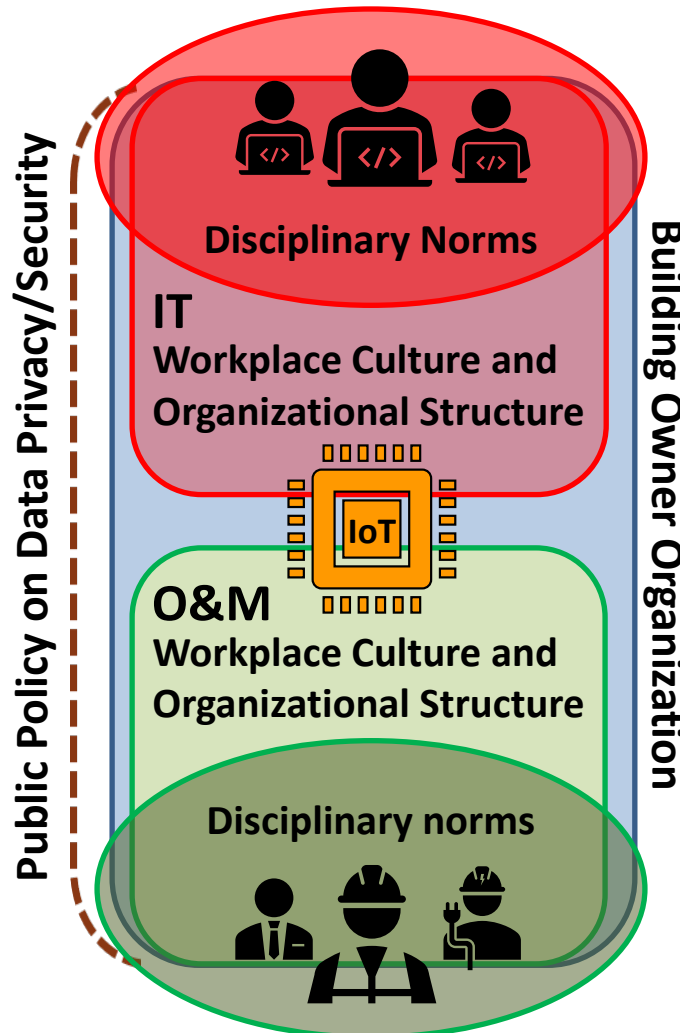 Public Policy on Data Privacy/Security
</>
</>
</>
Disciplinary Norms
IT
Workplace Culture and
Organizational Structure
IoT
O&M
Workplace Culture and
Organizational Structure
Disciplinary norms
Building Owner Organization